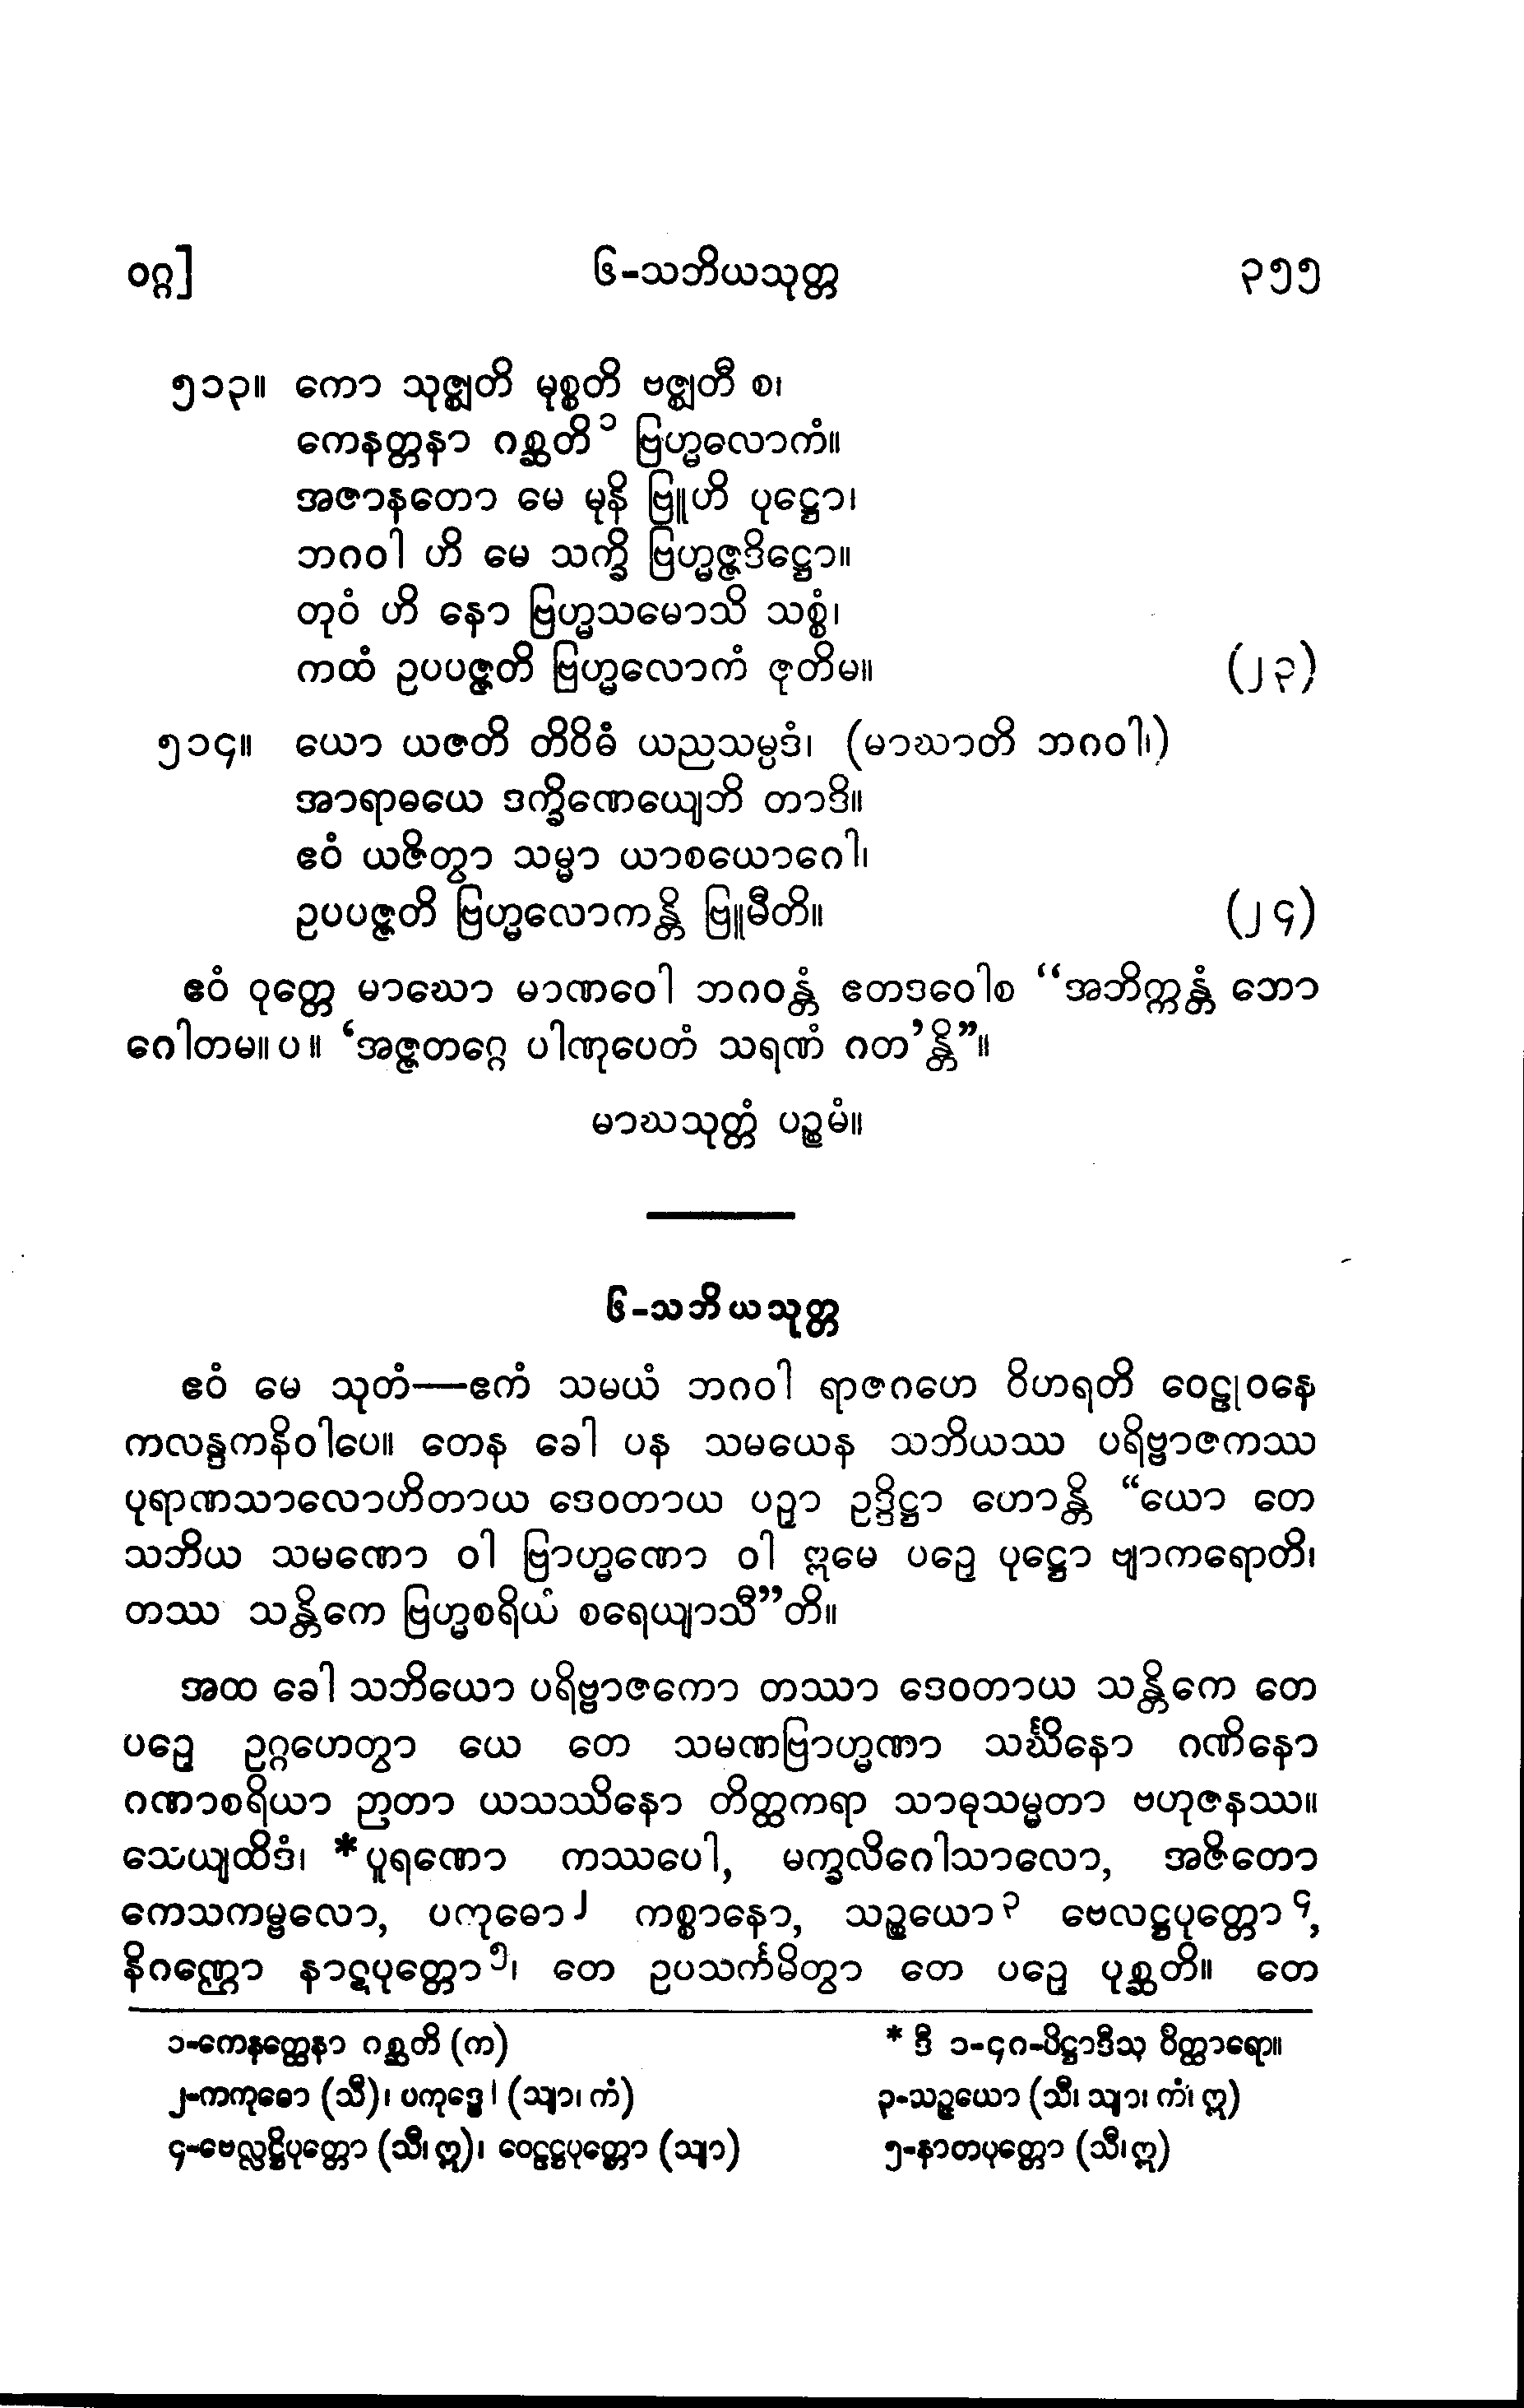 ဝဂ္ဂ] ၆-သဘိယသုတ္တ ၃၅၅
၅၁၃။ ကော သုဇ္ဈတိ မုစ္စတိ ဗဇ္ဈတီ စ၊
ကေနတ္တနာ ဂစ္ဆတိ၁ ဗြဟ္မလောကံ။
အဇာနတော မေ မုနိ ဗြူဟိ ပုဋ္ဌော၊
ဘဂဝါ ဟိ မေ သက္ခိ ဗြဟ္မဇ္ဇဒိဋ္ဌော။
တုဝံ ဟိ နော ဗြဟ္မသမောသိ သစ္စံ၊
ကထံ ဥပပဇ္ဇတိ ဗြဟ္မလောကံ ဇုတိမ။ (၂၃)
၅၁၄။ ယော ယဇတိ တိဝိဓံ ယညသမ္ပဒံ၊ (မာဃာတိ ဘဂဝါ၊)
အာရာဓယေ ဒက္ခိဏေယျေဘိ တာဒိ။
ဧဝံ ယဇိတွာ သမ္မာ ယာစယောဂေါ၊
ဥပပဇ္ဇတိ ဗြဟ္မလောကန္တိ ဗြူမီတိ။ (၂၄)
ဧဝံ ဝုတ္တေ မာဃော မာဏဝေါ ဘဂဝန္တံ ဧတဒဝေါစ “အဘိက္ကန္တံ ဘော
ဂေါတမ။ ပ ။ ‘အဇ္ဇတဂ္ဂေ ပါဏုပေတံ သရဏံ ဂတ’န္တိ”။
မာဃသုတ္တံ ပဉ္စမံ။
၆-သဘိယသုတ္တ
ဧဝံ မေ သုတံ—ဧကံ သမယံ ဘဂဝါ ရာဇဂဟေ ဝိဟရတိ ဝေဠုဝနေ
ကလန္ဒကနိဝါပေ။ တေန ခေါ ပန သမယေန သဘိယဿ ပရိဗ္ဗာဇကဿ
ပုရာဏသာလောဟိတာယ ဒေဝတာယ ပဉှာ ဥဒ္ဒိဋ္ဌာ ဟောန္တိ “ယော တေ
သဘိယ သမဏော ဝါ ဗြာဟ္မဏော ဝါ ဣမေ ပဉှေ ပုဋ္ဌော ဗျာကရောတိ၊
တဿ သန္တိကေ ဗြဟ္မစရိယံ စရေယျာသီ”တိ။
အထ ခေါ သဘိယော ပရိဗ္ဗာဇကော တဿာ ဒေဝတာယ သန္တိကေ တေ
ပဉှေ ဥဂ္ဂဟေတွာ ယေ တေ သမဏဗြာဟ္မဏာ သင်္ဃိနော ဂဏိနော
ဂဏာစရိယာ ဉာတာ ယသဿိနော တိတ္ထကရာ သာဓုသမ္မတာ ဗဟုဇနဿ။
သေယျထိဒံ၊ *ပူရဏော ကဿပေါ, မက္ခလိဂေါသာလော, အဇိတော
ကေသကမ္ဗလော, ပကုဓော၂ ကစ္စာနော, သဉ္စယော၃ ဗေလဋ္ဌပုတ္တော၄,
နိဂဏ္ဌော နာဋပုတ္တော၅၊ တေ ဥပသင်္ကမိတွာ တေ ပဉှေ ပုစ္ဆတိ။ တေ
၁-ကေနတ္ထေနာ ဂစ္ဆတိ (က) * ဒီ ၁-၄၈-ပိဋ္ဌာဒီသု ဝိတ္ထာရော။
၂-ကကုဓော (သီ)၊ ပကုဒ္ဓေါ (သျာ၊ ကံ) ၃-သဉ္ဇယော (သီ၊ သျာ၊ ကံ၊ ဣ)
၄-ဗေလ္လဋ္ဌိပုတ္တော (သီ၊ ဣ)၊ ဝေဠဋ္ဌပုတ္တော (သျာ) ၅-နာတပုတ္တော (သီ၊ဣ)